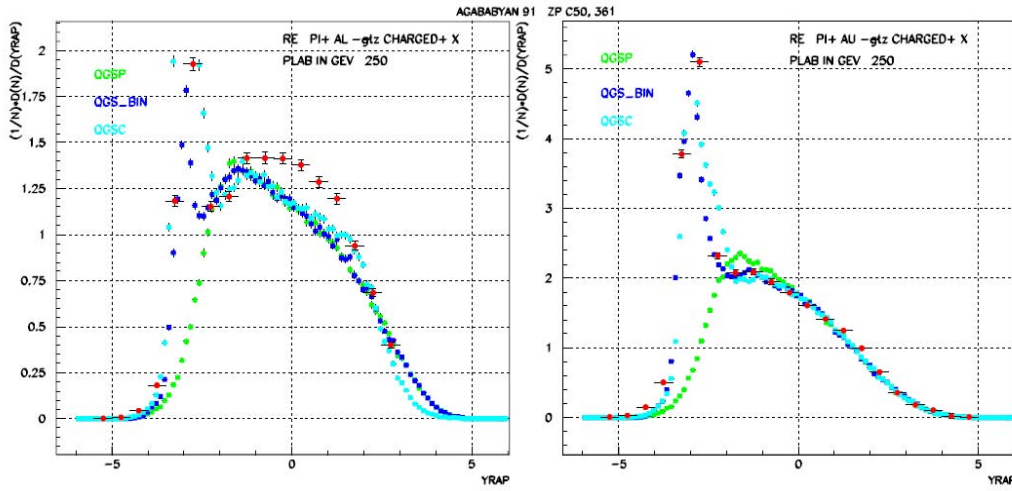 AGABABYAN 91 ZP C50, 361
(1/N)*D(N)/D(YRAP)
RE PI+ AL -gtz CHARGED+ X
PLAB IN GEV 250
QGSP
QGS_BIN
QGSC
2
1.75
1.5
1.25
1
0.75
0.5
0.25
0
-5
0
5
YRAP
(1/N)*D(N)/D(YRAP)
RE PI+ AU -gtz CHARGED+ X
PLAB IN GEV 250
QGSP
QGS_BIN
QGSC
5
4
3
2
1
0
-5
0
5
YRAP